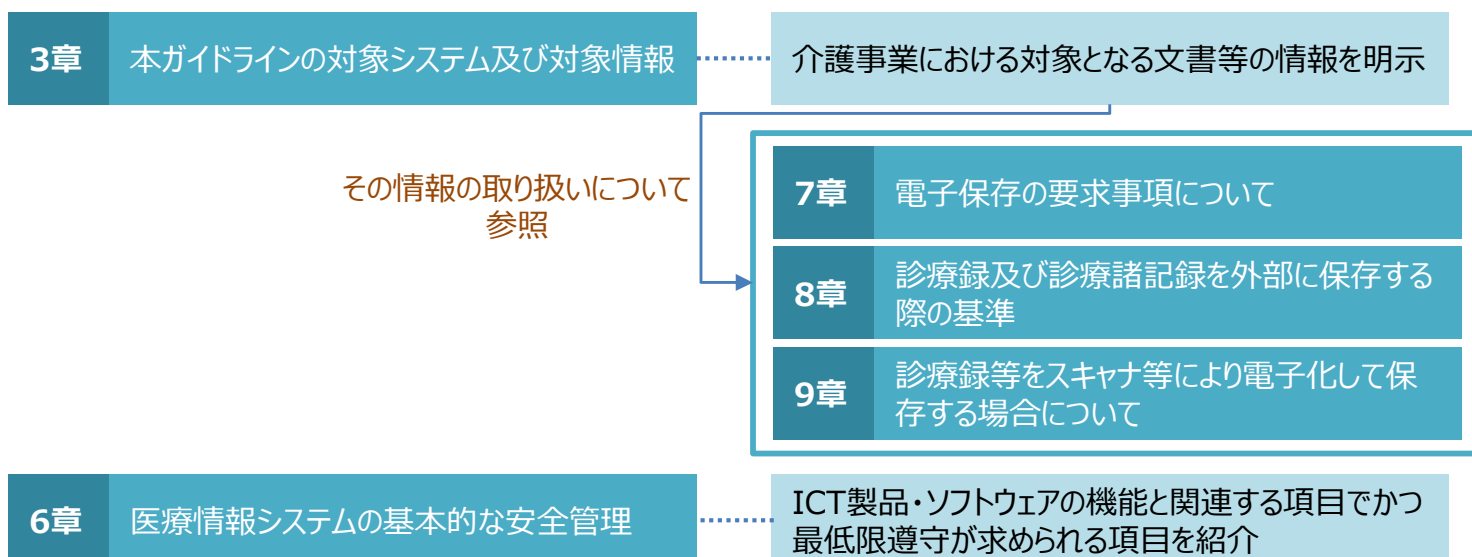 3章 本ガイドラインの対象システム及び対象情報
介護事業における対象となる文書等の情報を明示
その情報の取り扱いについて
参照
7章 電子保存の要求事項について
8章 診療録及び診療諸記録を外部に保存する
際の基準
9章 診療録等をスキャナ等により電子化して保
存する場合について
6章 医療情報システムの基本的な安全管理
ICT製品・ソフトウェアの機能と関連する項目でかつ
最低限遵守が求められる項目を紹介